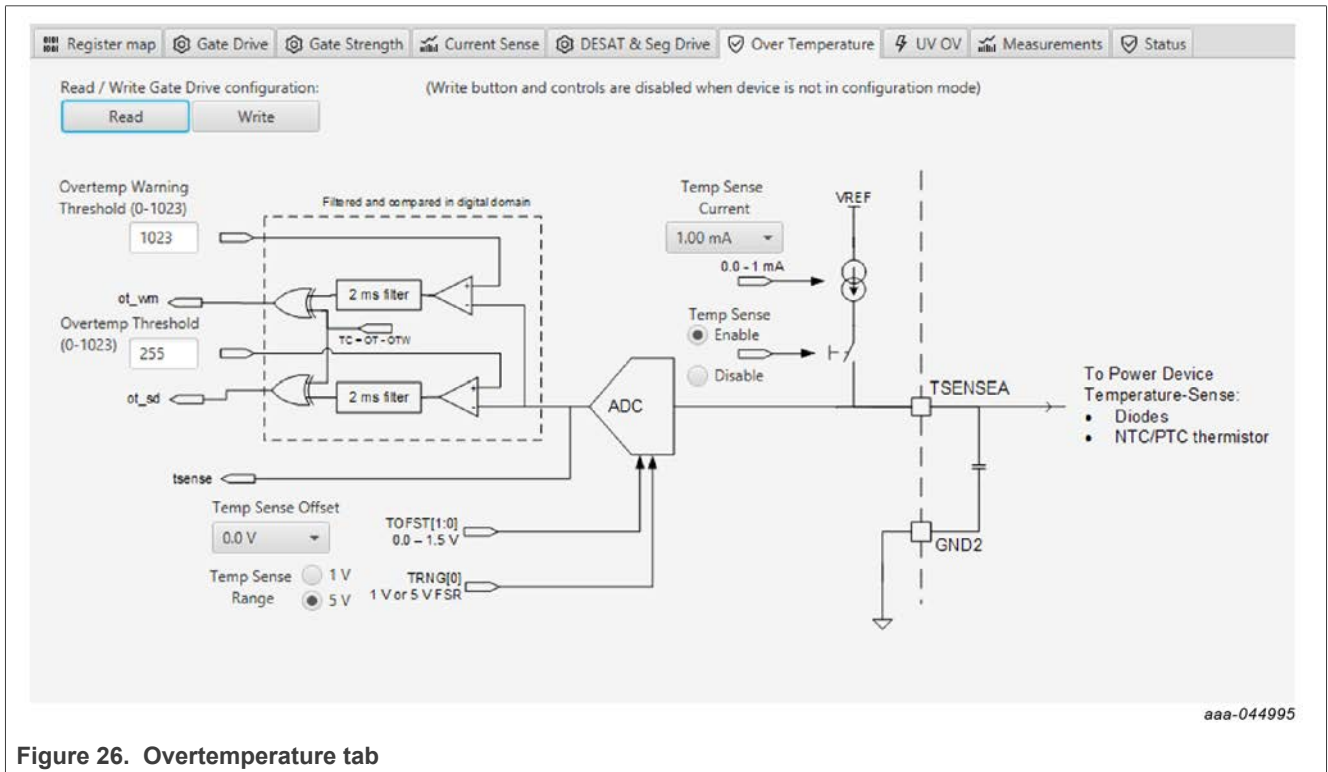 Register map Gate Drive Gate Strength Current Sense DESAT & Seg Drive Over Temperature UV OV Measurements Status
Read / Write Gate Drive configuration: (Write button and controls are disabled when device is not in configuration mode)
Read Write
Overtemp Warning
Threshold (0-1023)
1023
Filtered and compared in digital domain
Temp Sense
Current
1.00 mA
VREF
0.0 - 1 mA
2 ms filter
ot_wm
Overtemp Threshold
(0-1023)
255
TC = OT - OTW
2 ms filter
ot_sd
Temp Sense
Enable
Disable
ADC
TSENSEA
To Power Device
Temperature-Sense:
• Diodes
• NTC/PTC thermistor
tsense
Temp Sense Offset
0.0 V
TOFST[1:0]
0.0 – 1.5 V
GND2
Temp Sense
Range
1 V
5 V
TRNG[0]
1 V or 5 V FSR
aaa-044995
Figure 26. Overtemperature tab